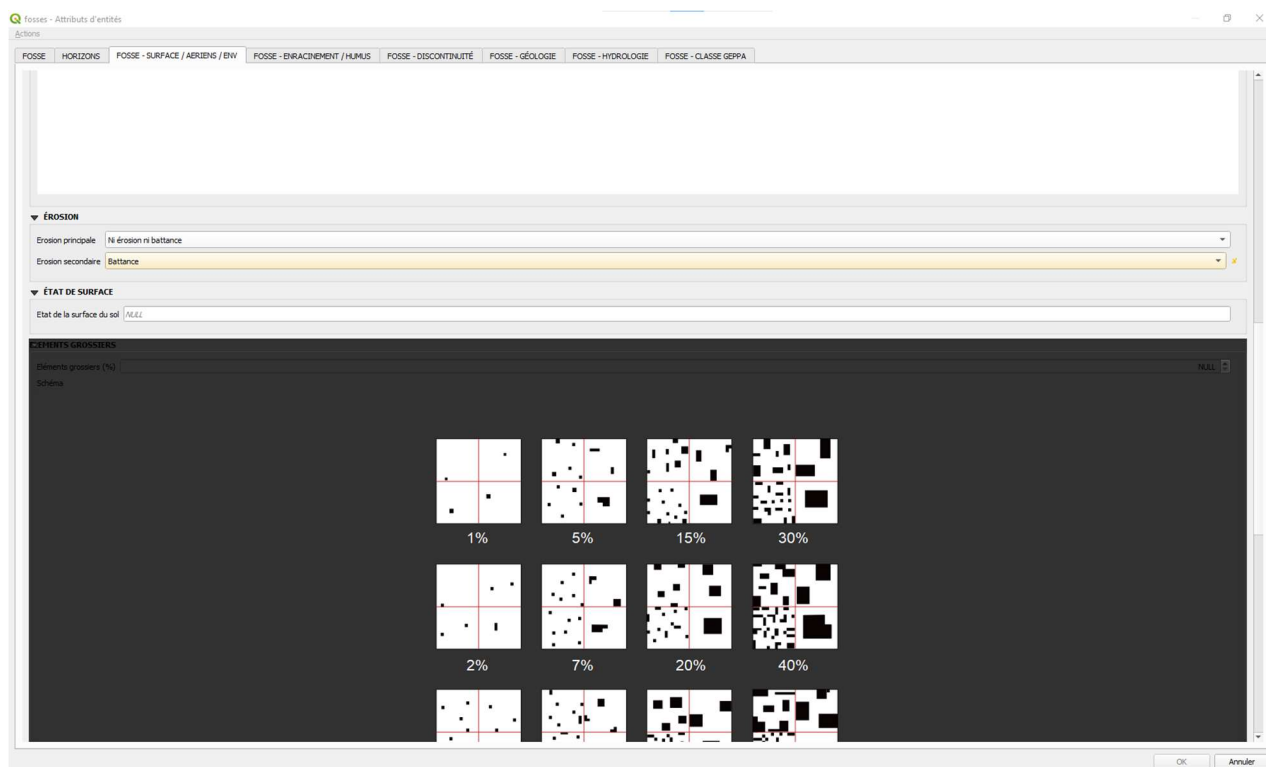 fosses - Attributs d'entités
Actions
FOSSE HORIZONS FOSSE - SURFACE / AERIENS / ENV FOSSE - ENRACINEMENT / HUMUS FOSSE - DISCONTINUITÉ FOSSE - GÉOLOGIE FOSSE - HYDROLOGIE FOSSE - CLASSE GEPPA
ÉROSION
Erosion principale Ni érosion ni battance
Erosion secondaire Battance
ÉTAT DE SURFACE
Etat de la surface du sol NULL
EMENTS GROSSIERS
Eléments grossiers (%) NULL
Schéma
1% 5% 15% 30%
2% 7% 20% 40%
OK Annuler